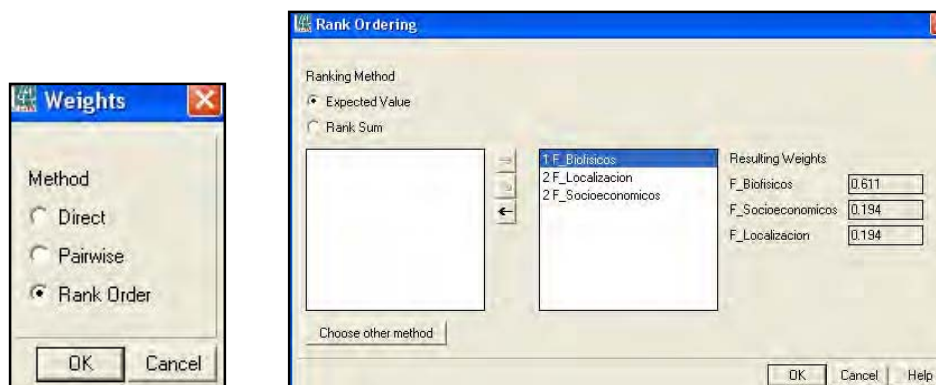 Weights
Method
Direct
Pairwise
Rank Order
OK Cancel
Rank Ordering
Ranking Method
Expected Value
Rank Sum
1 F_Biofisicos
2 F_Localizacion
2 F_Socioeconomicos
Resulting Weights
F_Biofisicos 0.611
F_Socioeconomicos 0.194
F_Localizacion 0.194
Choose other method
OK Cancel Help